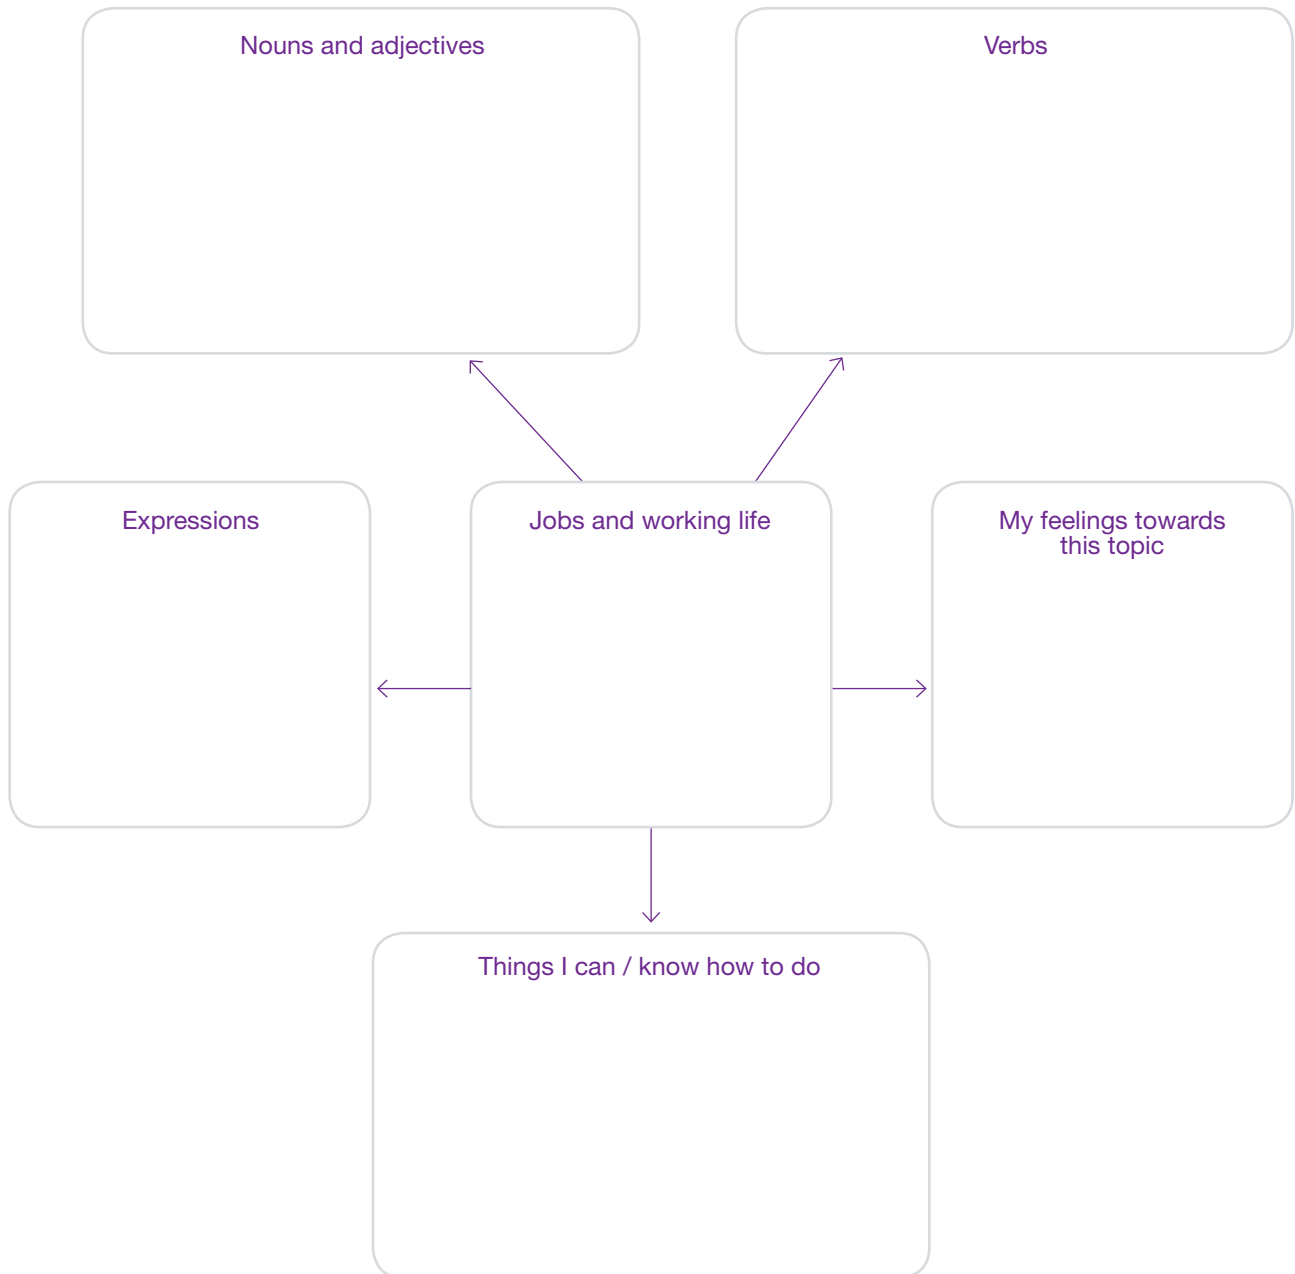 Nouns and adjectives
Verbs
Expressions
Jobs and working life
My feelings towards
this topic
Things I can / know how to do